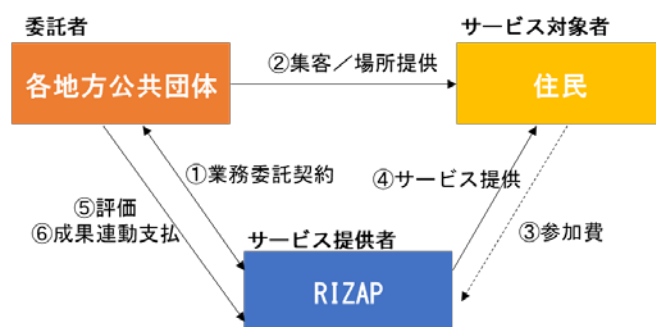 委託者
サービス対象者
各地方公共団体
②集客／場所提供
住民
①業務委託契約
④サービス提供
⑤評価
⑥成果連動支払
サービス提供者
③参加費
RIZAP